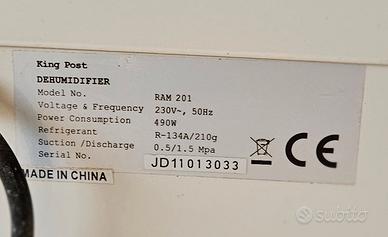 King Post
DEHUMIDIFIER
Model No. RAM 201
Voltage & Frequency 230V~, 50Hz
Power Consumption 490W
Refrigerant R-134A/210g
Suction /Discharge 0.5/1.5 Mpa
Serial No. JD11013033
CE
MADE IN CHINA
subito